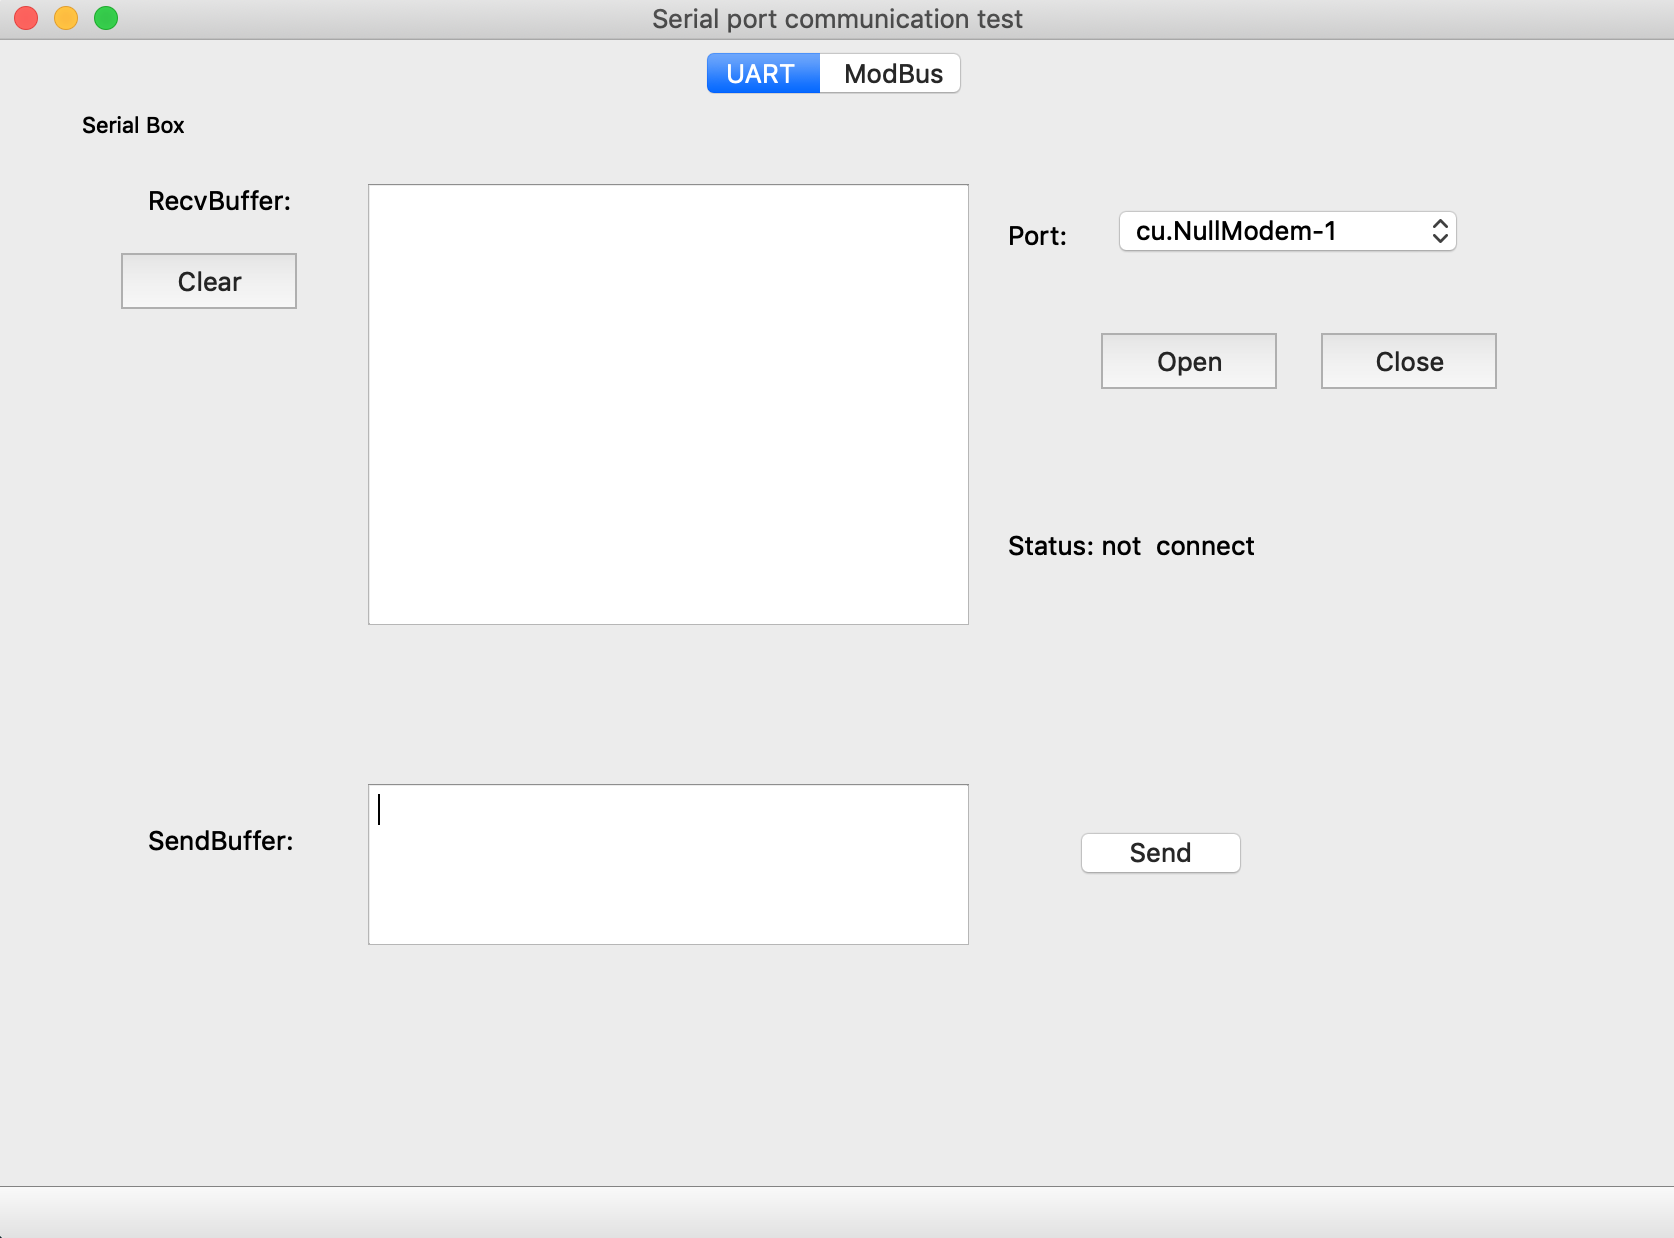 Serial port communication test
UART ModBus
Serial Box
RecvBuffer:
Port: cu.NullModem-1
Clear
Open Close
Status: not  connect
SendBuffer:
Send